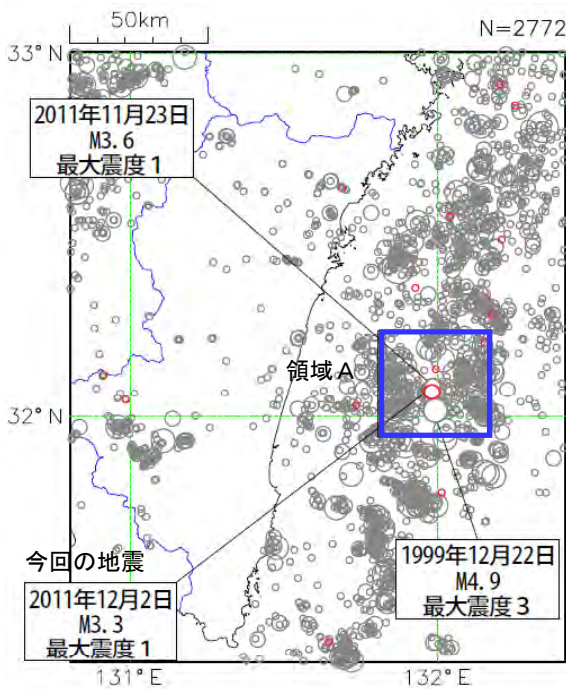 50km
N=2772
33°N
2011年11月23日
M3.6
最大震度1
領域A
32°N
今回の地震
2011年12月2日
M3.3
最大震度1
1999年12月22日
M4.9
最大震度3
131°E
132°E